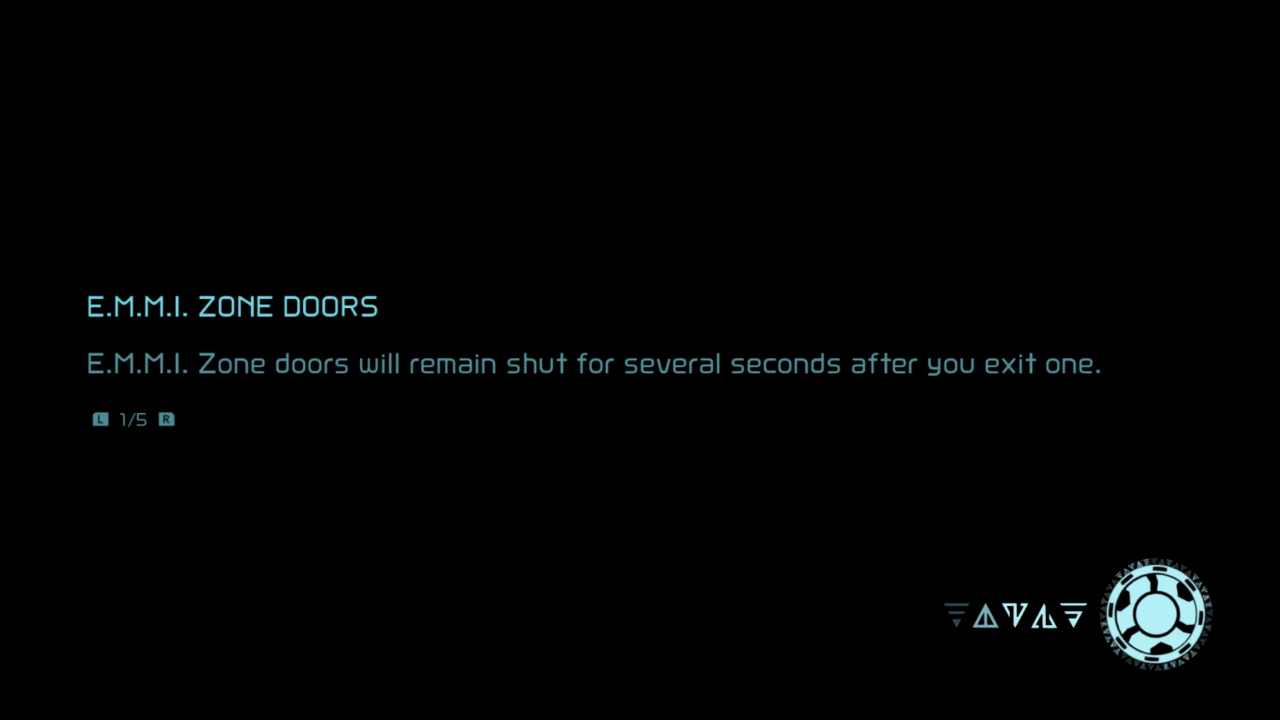 E.M.M.I. ZONE DOORS
E.M.M.I. Zone doors will remain shut for several seconds after you exit one.
L 1/5 R